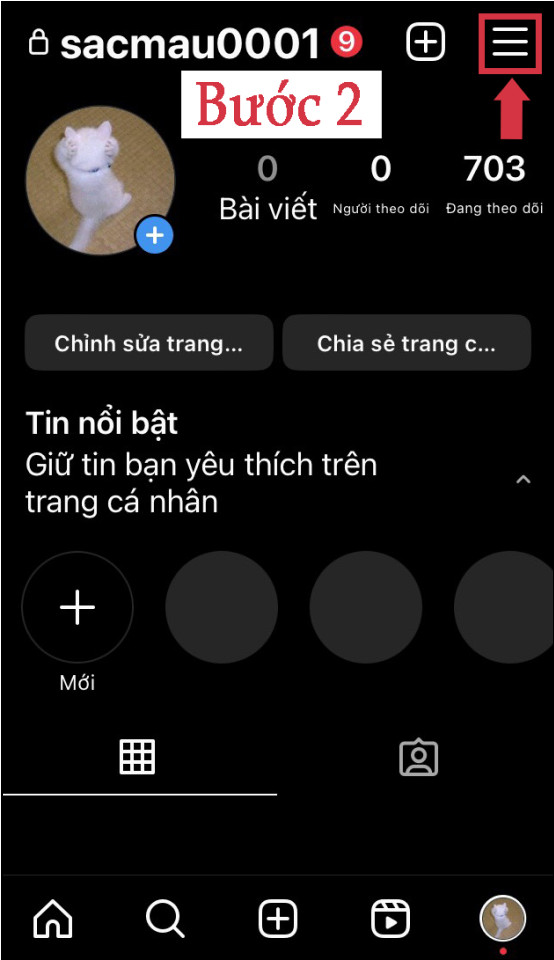 sacmau0001 9
Bước 2
0 0 703
Bài viết Người theo dõi Đang theo dõi
Chỉnh sửa trang... Chia sẻ trang c...
Tin nổi bật
Giữ tin bạn yêu thích trên
trang cá nhân
Mới